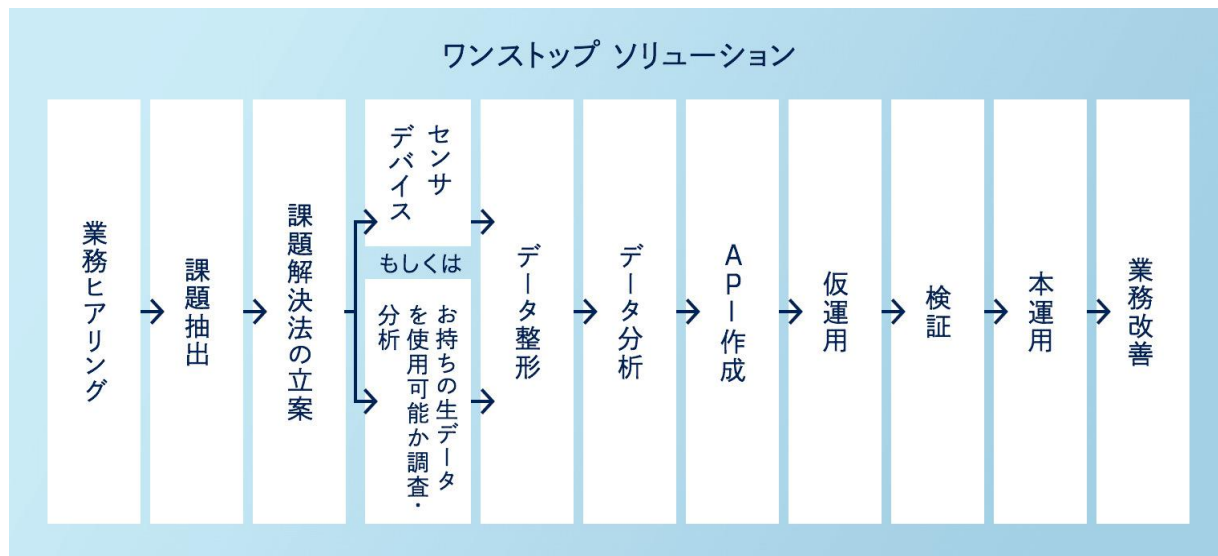 ワンストップ ソリューション
業務ヒアリング
課題抽出
課題解決法の立案
センサ
デバイス
もしくは
お持ちの生データ
を使用可能か調査・
分析
データ整形
データ分析
API作成
仮運用
検証
本運用
業務改善